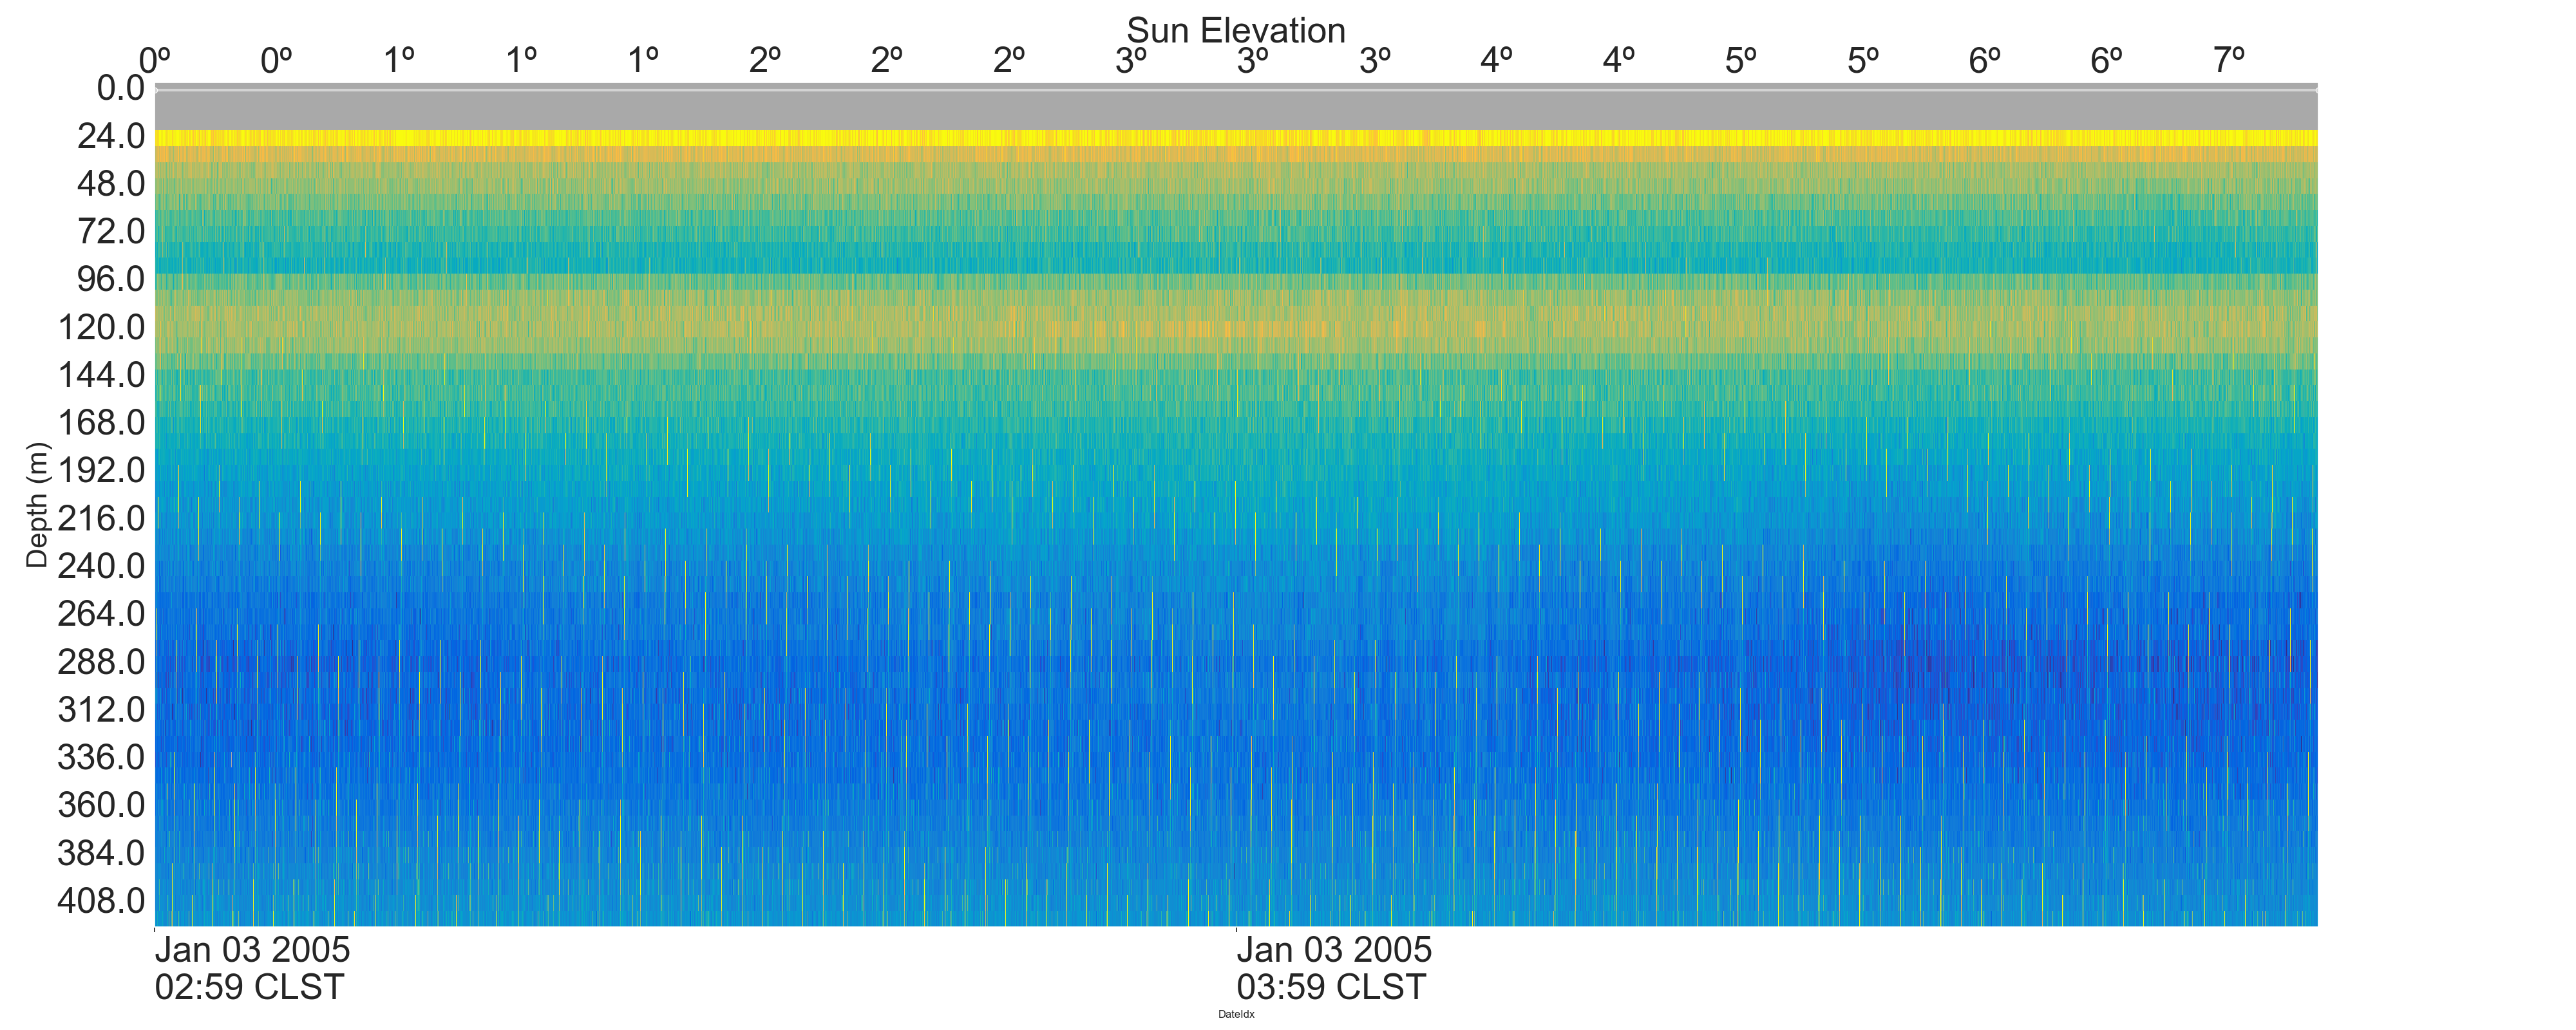 Sun Elevation
0º 0º 1º 1º 1º 2º 2º 2º 3º 3º 3º 4º 4º 5º 5º 6º 6º 7º
0.0
24.0
48.0
72.0
96.0
120.0
144.0
168.0
192.0
216.0
240.0
264.0
288.0
312.0
336.0
360.0
384.0
408.0
Depth (m)
Jan 03 2005
02:59 CLST
Jan 03 2005
03:59 CLST
DateIdx